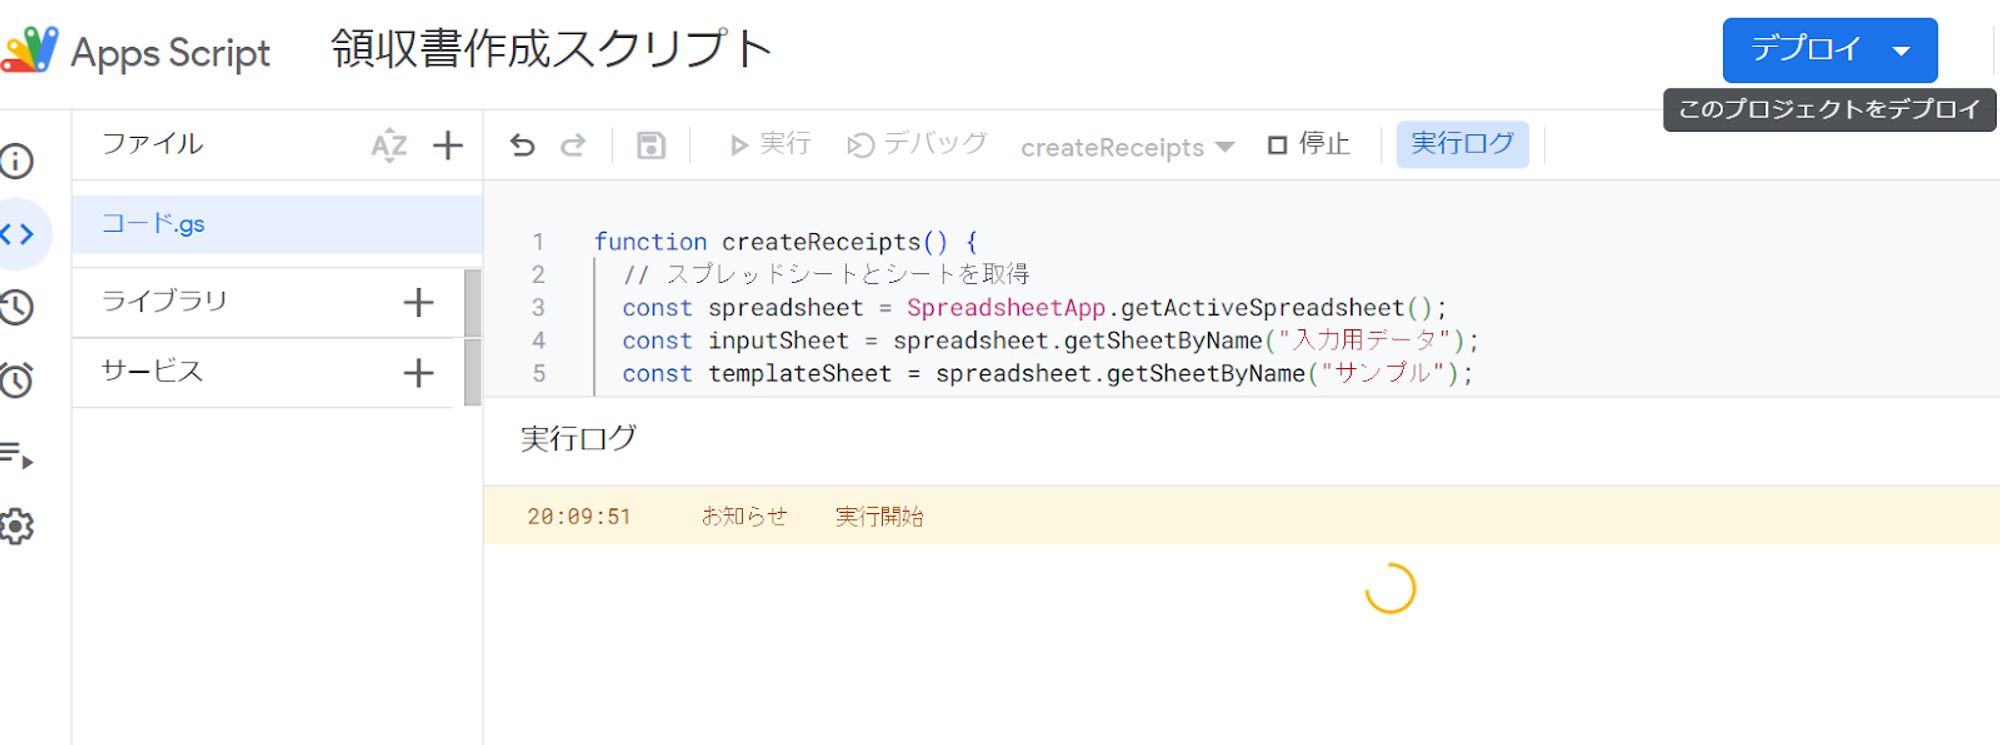 Apps Script 領収書作成スクリプト
デプロイ
このプロジェクトをデプロイ
ファイル AZ
実行 デバッグ createReceipts 停止 実行ログ
コード.gs
ライブラリ
サービス
1 function createReceipts() {
2 // スプレッドシートとシートを取得
3 const spreadsheet = SpreadsheetApp.getActiveSpreadsheet();
4 const inputSheet = spreadsheet.getSheetByName("入力用データ");
5 const templateSheet = spreadsheet.getSheetByName("サンプル");
実行ログ
20:09:51 お知らせ 実行開始